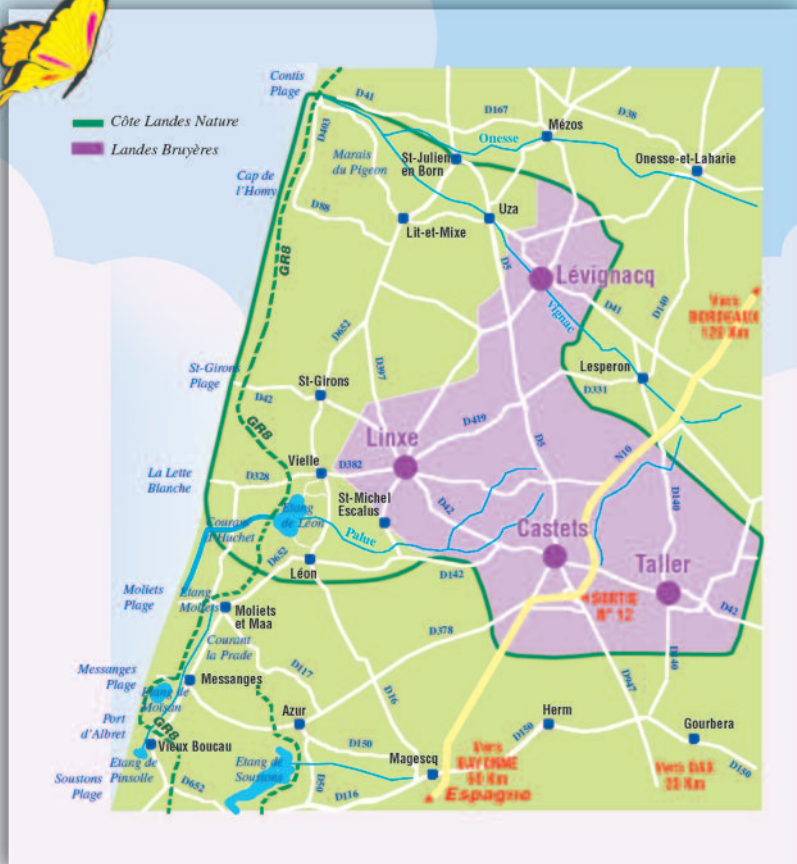 Contis
Plage
D41
D167
D38
Côte Landes Nature
Landes Bruyères
D403
Mézos
Onesse
Marais
du Pigeon
St-Julien
en Born
Onesse-et-Laharie
Cap de
l'Homy
D88
Lit-et-Mixe
Uza
GR8
D5
Lévignacq
Vignac
D41
D140
Vers
BORDEAUX
120 Km
D652
D397
St-Girons
Plage
St-Girons
D42
Lesperon
D331
GR8
D419
Linxe
D5
N10
Vielle
D382
La Lette
Blanche
D328
St-Michel
Escalus
D42
D140
Etang
de Léon
Courant
d'Huchet
Palue
Castets
D652
Léon
D142
Taller
Moliets
Plage
Etang
Moliets
Moliets
et Maa
SORTIE
N° 12
D42
Courant
la Prade
D378
D140
Messanges
Plage
Messanges
D117
D16
D947
Etang de
Moïsan
Port
d'Albret
GR8
Azur
Herm
D150
Gourbera
Vieux Boucau
D150
Vers
BAYONNE
50 Km
Espagne
Etang de
Pinsolle
Etang de
Soustons
Magescq
Vers DAX
20 Km
D150
Soustons
Plage
D652
D50
D116